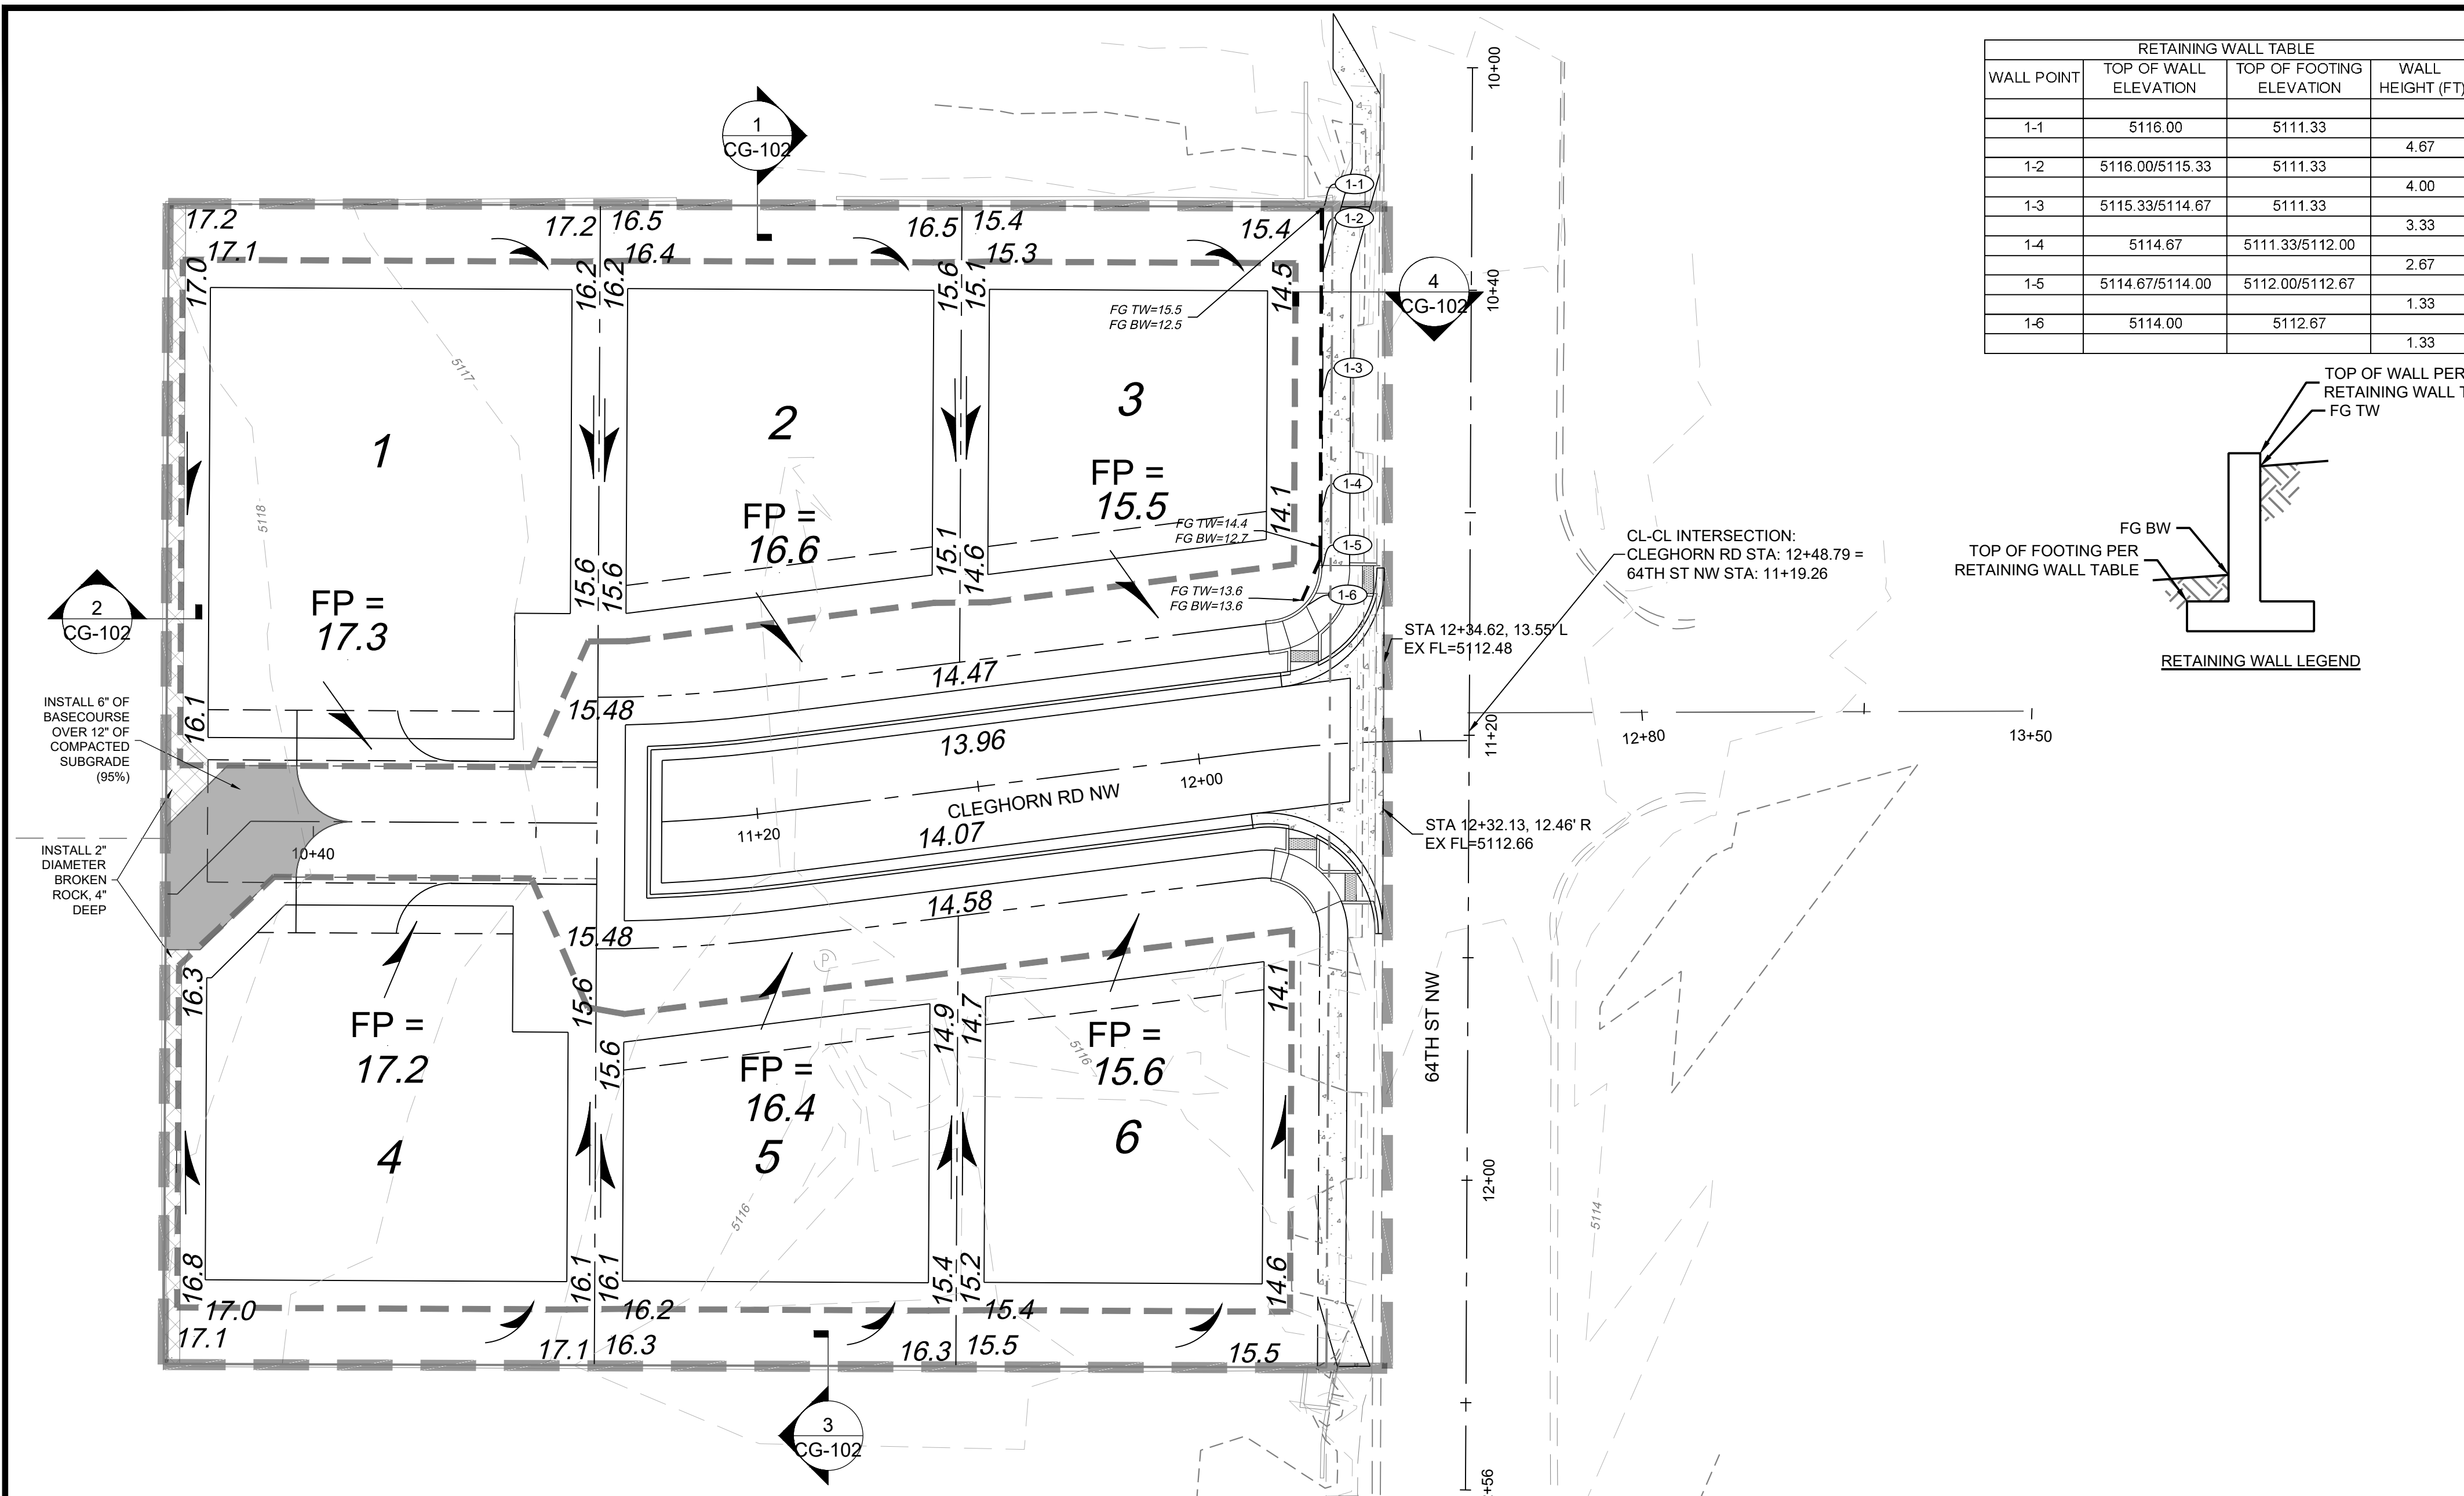 RETAINING WALL TABLE
WALL POINT
TOP OF WALL ELEVATION
TOP OF FOOTING ELEVATION
WALL HEIGHT (FT)
1-1 5116.00 5111.33
4.67
1-2 5116.00/5115.33 5111.33
4.00
1-3 5115.33/5114.67 5111.33
3.33
1-4 5114.67 5111.33/5112.00
2.67
1-5 5114.67/5114.00 5112.00/5112.67
1.33
1-6 5114.00 5112.67
1.33
TOP OF WALL PER
RETAINING WALL T
FG TW
FG BW
TOP OF FOOTING PER
RETAINING WALL TABLE
RETAINING WALL LEGEND
1
CG-102
10+00
17.2
17.2
16.5
16.5
15.4
15.4
17.1
16.4
15.3
17.0
16.2
16.2
15.6
15.1
14.5
1-1
1-2
4
CG-102
10+40
FG TW=15.5
FG BW=12.5
1-3
1-4
1-5
1-6
5117
5118
1
2
3
FP =
15.5
FP =
16.6
FP =
17.3
14.1
FG TW=14.4
FG BW=12.7
FG TW=13.6
FG BW=13.6
15.6
15.6
15.1
14.6
2
CG-102
CL-CL INTERSECTION:
CLEGHORN RD STA: 12+48.79 =
64TH ST NW STA: 11+19.26
STA 12+34.62, 13.55' L
EX FL=5112.48
14.47
15.48
16.1
13.96
INSTALL 6" OF
BASECOURSE
OVER 12" OF
COMPACTED
SUBGRADE
(95%)
11+20
12+80
13+50
12+00
CLEGHORN RD NW
11+20
14.07
10+40
STA 12+32.13, 12.46' R
EX FL=5112.66
INSTALL 2"
DIAMETER
BROKEN
ROCK, 4"
DEEP
14.58
15.48
P
16.3
15.6
15.6
14.9
14.7
14.1
FP =
17.2
FP =
16.4
FP =
15.6
4
5
6
5116
5116
64TH ST NW
12+00
5114
16.8
16.1
16.1
15.4
15.2
14.6
17.0
16.2
15.4
17.1
17.1
16.3
16.3
15.5
15.5
3
CG-102
+56